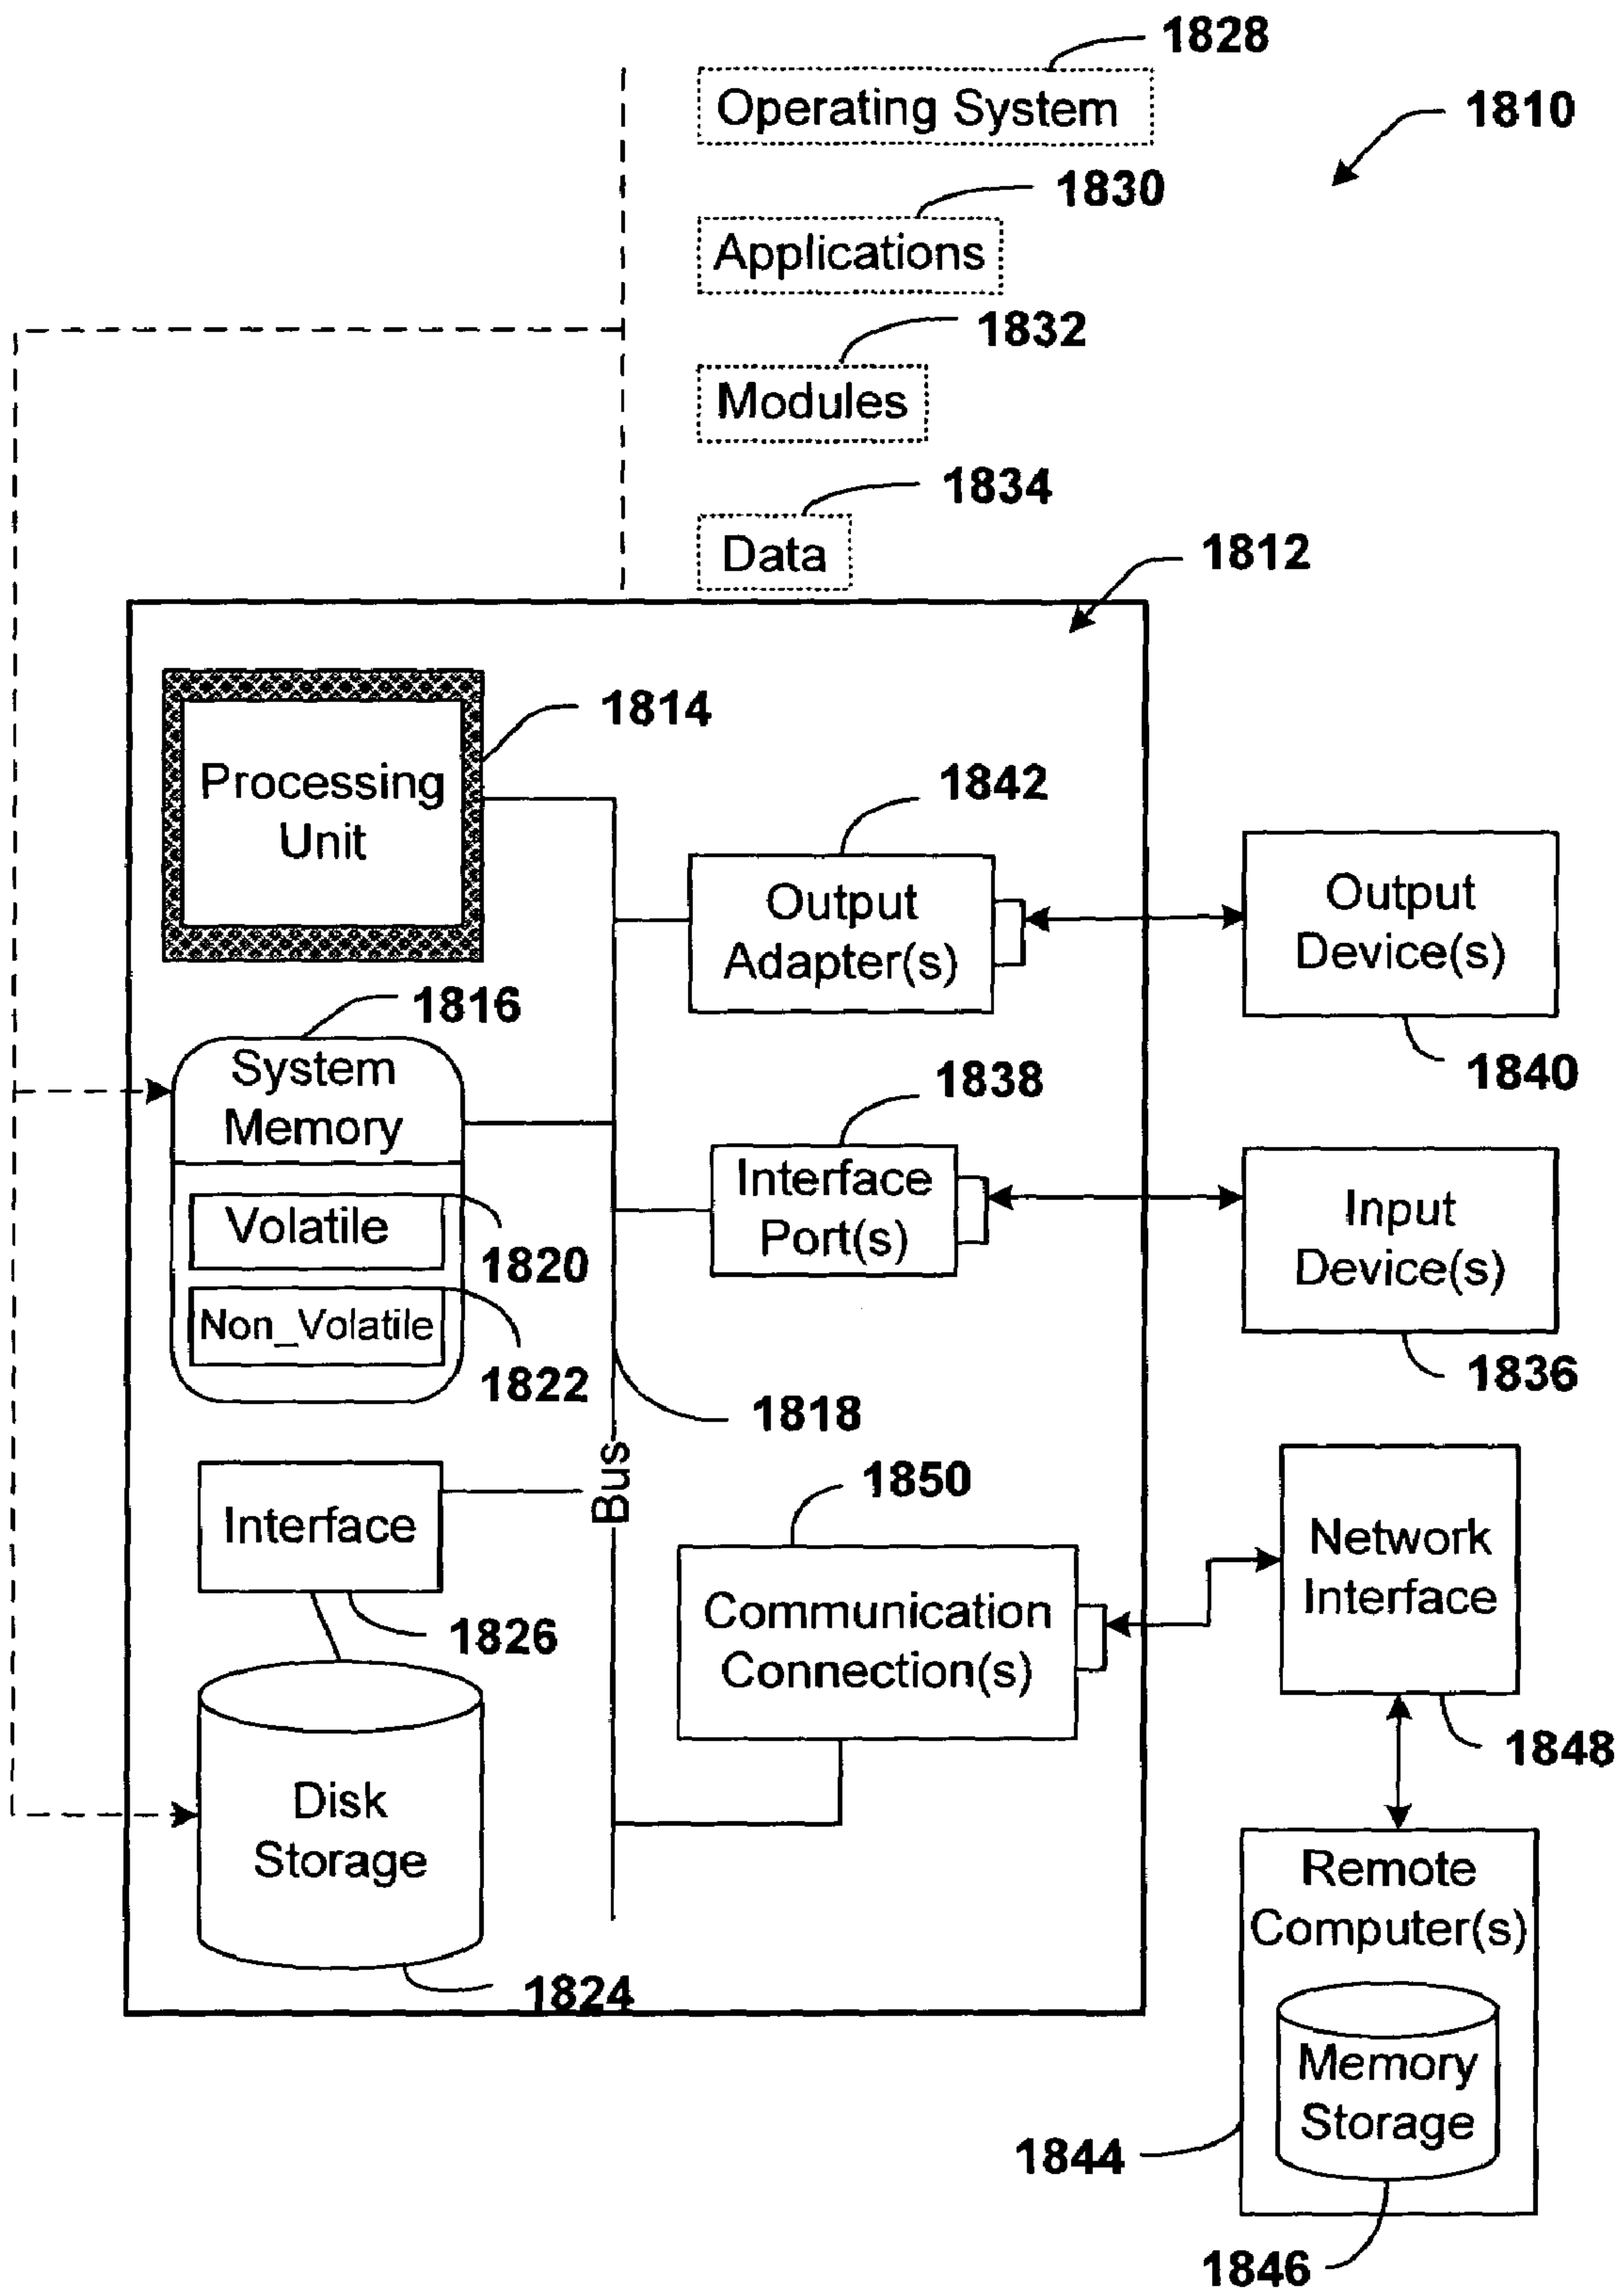 1828
Operating System
1810
1830
Applications
1832
Modules
1834
Data
1812
1814
Processing
Unit
1842
Output
Adapter(s)
Output
Device(s)
1840
1816
System
Memory
1838
Interface
Port(s)
Input
Device(s)
1836
Volatile
1820
Non_Volatile
1822
1818
Bus
Interface
1826
1850
Communication
Connection(s)
Network
Interface
1848
Disk
Storage
1824
Remote
Computer(s)
Memory
Storage
1844
1846